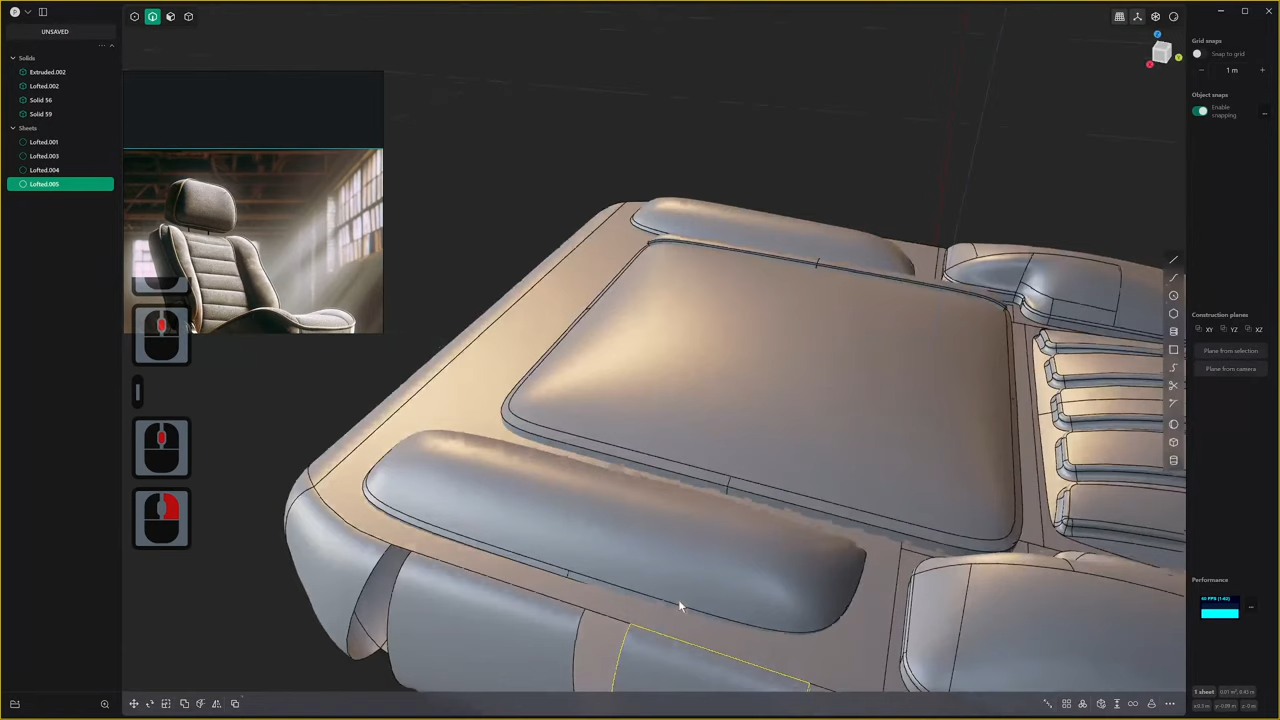 UNSAVED
Solids
Extruded.002
Lofted.002
Solid 56
Solid 59
Sheets
Lofted.001
Lofted.003
Lofted.004
Lofted.005
Grid snaps
Snap to grid
1 m
Object snaps
Enable
snapping
Construction planes
XY YZ XZ
Plane from selection
Plane from camera
Performance
1 sheet